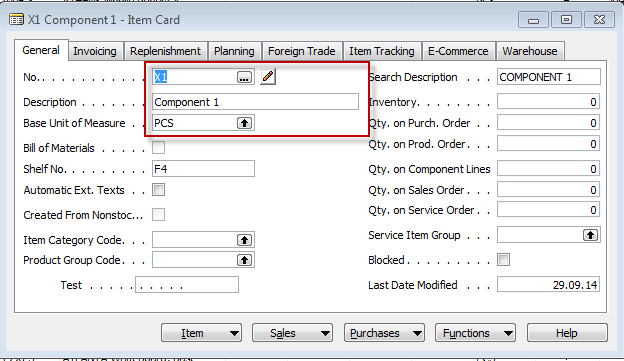 X1 Component 1 - Item Card
General Invoicing Replenishment Planning Foreign Trade Item Tracking E-Commerce Warehouse
No. . . . . . . . . . . . X1 ...
Description . . . . . . . Component 1
Base Unit of Measure . . PCS
Bill of Materials . . . . .
Shelf No. . . . . . . . . F4
Automatic Ext. Texts . .
Created From Nonstoc...
Item Category Code. . .
Product Group Code. . .
Test . . . . . . . . . .
Search Description . . . COMPONENT 1
Inventory. . . . . . . . 0
Qty. on Purch. Order . . 0
Qty. on Prod. Order. . . 0
Qty. on Component Lines 0
Qty. on Sales Order. . . 0
Qty. on Service Order . . 0
Service Item Group . . .
Blocked . . . . . . . . .
Last Date Modified . . . 29.09.14
Item Sales Purchases Functions Help